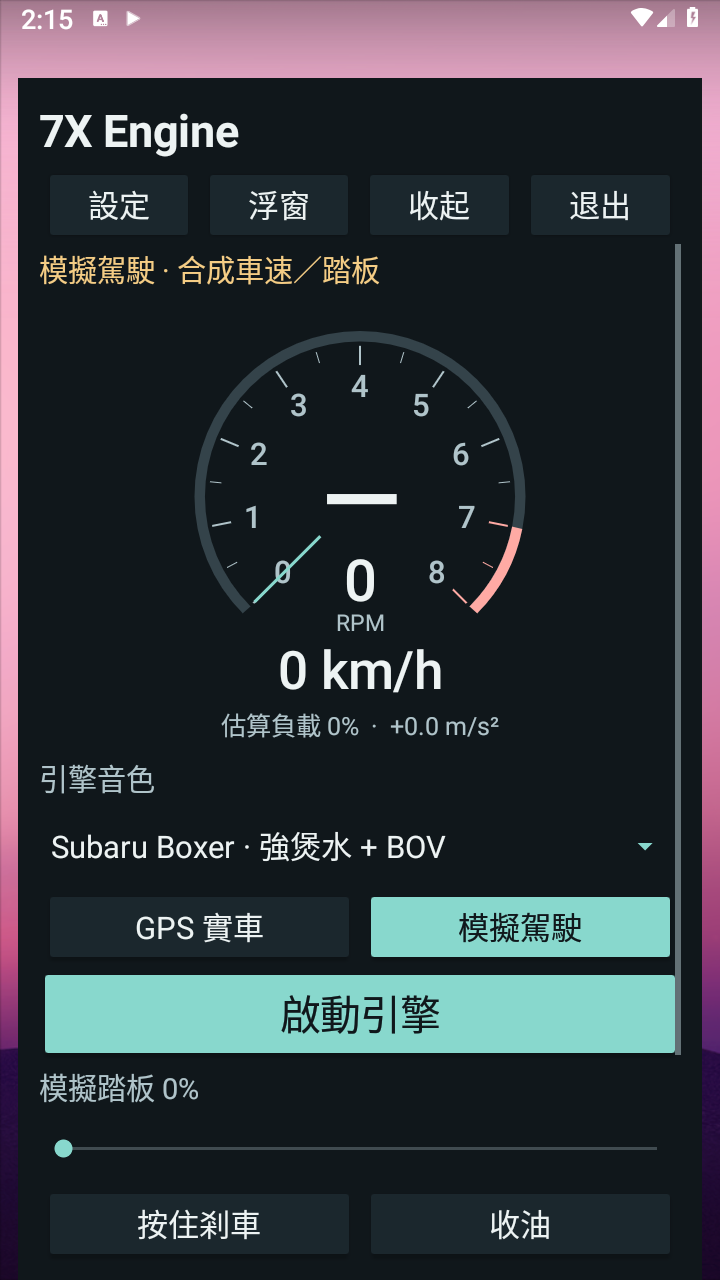 2:15
7X Engine
設定 浮窗 收起 退出
模擬駕駛 · 合成車速／踏板
4
3 5
2 6
1 7
0 8
0
RPM
0 km/h
估算負載 0% · +0.0 m/s²
引擎音色
Subaru Boxer · 強煲水 + BOV
GPS 實車 模擬駕駛
啟動引擎
模擬踏板 0%
按住剎車 收油